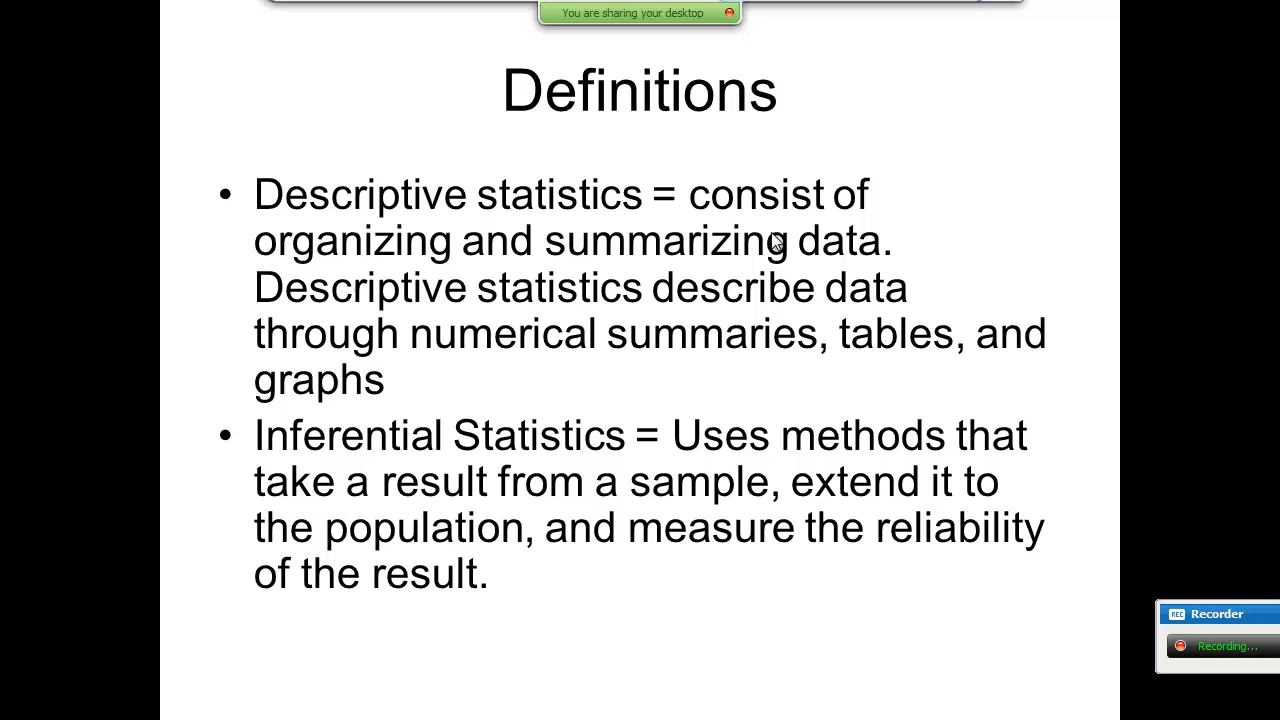 You are sharing your desktop
Definitions
• Descriptive statistics = consist of
organizing and summarizing data.
Descriptive statistics describe data
through numerical summaries, tables, and
graphs
• Inferential Statistics = Uses methods that
take a result from a sample, extend it to
the population, and measure the reliability
of the result.
REC Recorder
Recording...